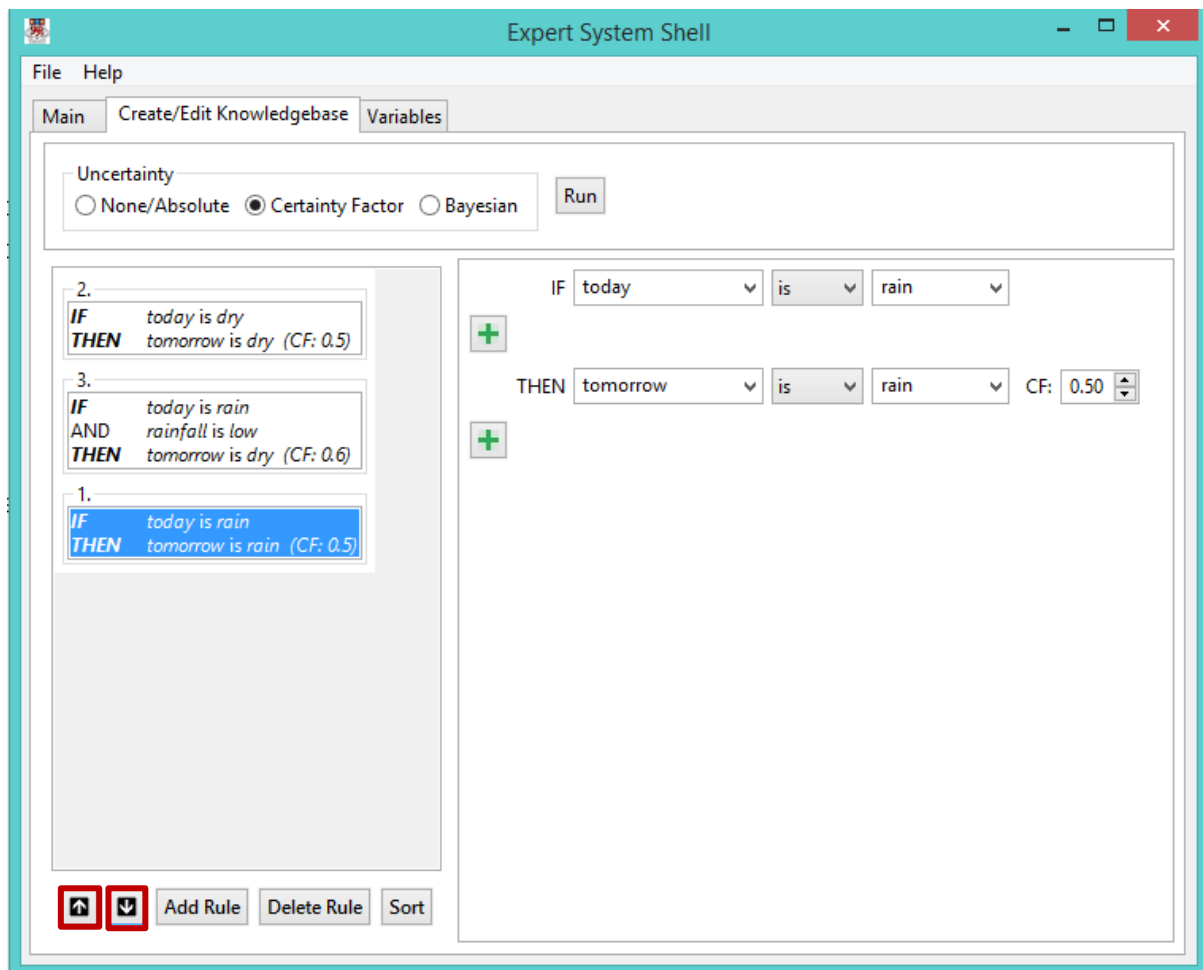 Expert System Shell
File Help
Main Create/Edit Knowledgebase Variables
Uncertainty
None/Absolute Certainty Factor Bayesian Run
2.
IF today is dry
THEN tomorrow is dry (CF: 0.5)
3.
IF today is rain
AND rainfall is low
THEN tomorrow is dry (CF: 0.6)
1.
IF today is rain
THEN tomorrow is rain (CF: 0.5)
Add Rule Delete Rule Sort
IF today is rain
THEN tomorrow is rain CF: 0.50